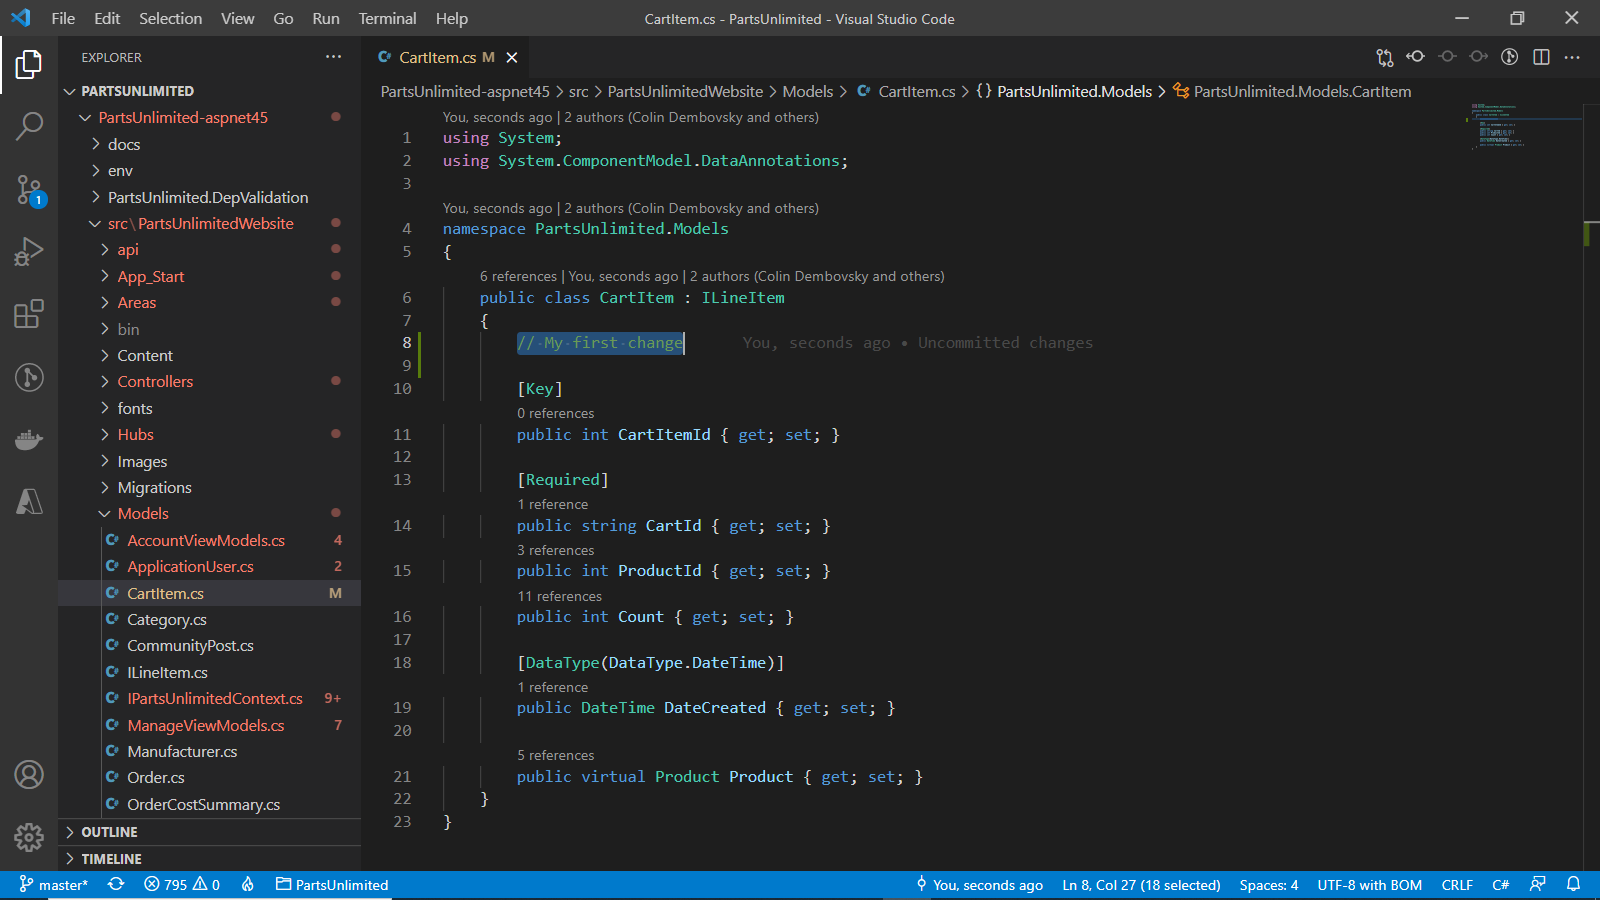 File Edit Selection View Go Run Terminal Help
CartItem.cs - PartsUnlimited - Visual Studio Code
EXPLORER
PARTSUNLIMITED
PartsUnlimited-aspnet45
docs
env
PartsUnlimited.DepValidation
src\PartsUnlimitedWebsite
api
App_Start
Areas
bin
Content
Controllers
fonts
Hubs
Images
Migrations
Models
C# AccountViewModels.cs 4
C# ApplicationUser.cs 2
C# CartItem.cs M
C# Category.cs
C# CommunityPost.cs
C# ILineItem.cs
C# IPartsUnlimitedContext.cs 9+
C# ManageViewModels.cs 7
C# Manufacturer.cs
C# Order.cs
C# OrderCostSummary.cs
OUTLINE
TIMELINE
1
C# CartItem.cs M
PartsUnlimited-aspnet45 > src > PartsUnlimitedWebsite > Models > C# CartItem.cs > {} PartsUnlimited.Models > PartsUnlimited.Models.CartItem
You, seconds ago | 2 authors (Colin Dembovsky and others)
1 using System;
2 using System.ComponentModel.DataAnnotations;
3
You, seconds ago | 2 authors (Colin Dembovsky and others)
4 namespace PartsUnlimited.Models
5 {
6 references | You, seconds ago | 2 authors (Colin Dembovsky and others)
6 public class CartItem : ILineItem
7 {
8 // My first change You, seconds ago • Uncommitted changes
9
10 [Key]
0 references
11 public int CartItemId { get; set; }
12
13 [Required]
1 reference
14 public string CartId { get; set; }
3 references
15 public int ProductId { get; set; }
11 references
16 public int Count { get; set; }
17
18 [DataType(DataType.DateTime)]
1 reference
19 public DateTime DateCreated { get; set; }
20
5 references
21 public virtual Product Product { get; set; }
22 }
23 }
master* 795 0 PartsUnlimited You, seconds ago Ln 8, Col 27 (18 selected) Spaces: 4 UTF-8 with BOM CRLF C#